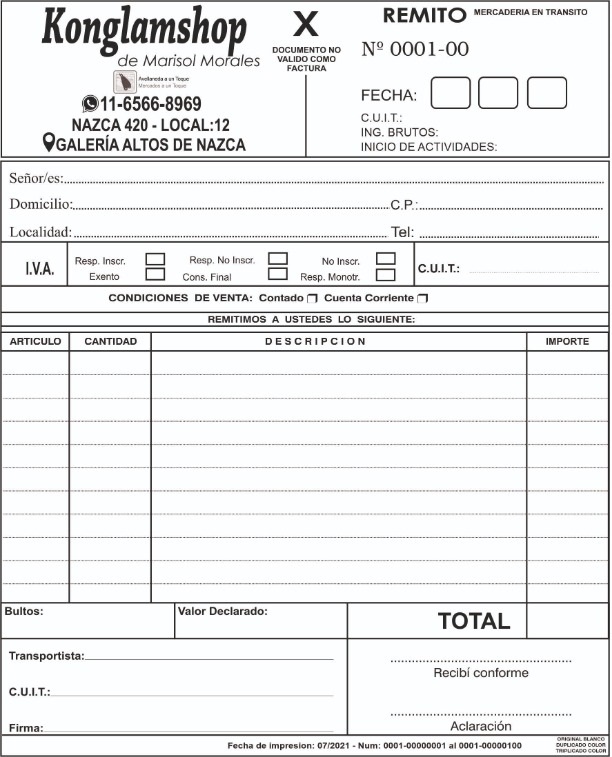 Konglamshop
de Marisol Morales
Avellaneda a un Toque
Mercados a un Toque
11-6566-8969
NAZCA 420 - LOCAL:12
GALERÍA ALTOS DE NAZCA
X
DOCUMENTO NO
VALIDO COMO
FACTURA
REMITO MERCADERIA EN TRANSITO
Nº 0001-00
FECHA:
C.U.I.T.:
ING. BRUTOS:
INICIO DE ACTIVIDADES:
Señor/es:
Domicilio: C.P.:
Localidad: Tel:
I.V.A.
Resp. Inscr. Resp. No Inscr. No Inscr.
Exento Cons. Final Resp. Monotr.
C.U.I.T.:
CONDICIONES DE VENTA: Contado Cuenta Corriente
REMITIMOS A USTEDES LO SIGUIENTE:
ARTICULO CANTIDAD DESCRIPCION IMPORTE
Bultos: Valor Declarado: TOTAL
Transportista:
C.U.I.T.:
Firma:
Recibí conforme
Aclaración
Fecha de impresion: 07/2021 - Num: 0001-00000001 al 0001-00000100
ORIGINAL BLANCO
DUPLICADO COLOR
TRIPLICADO COLOR